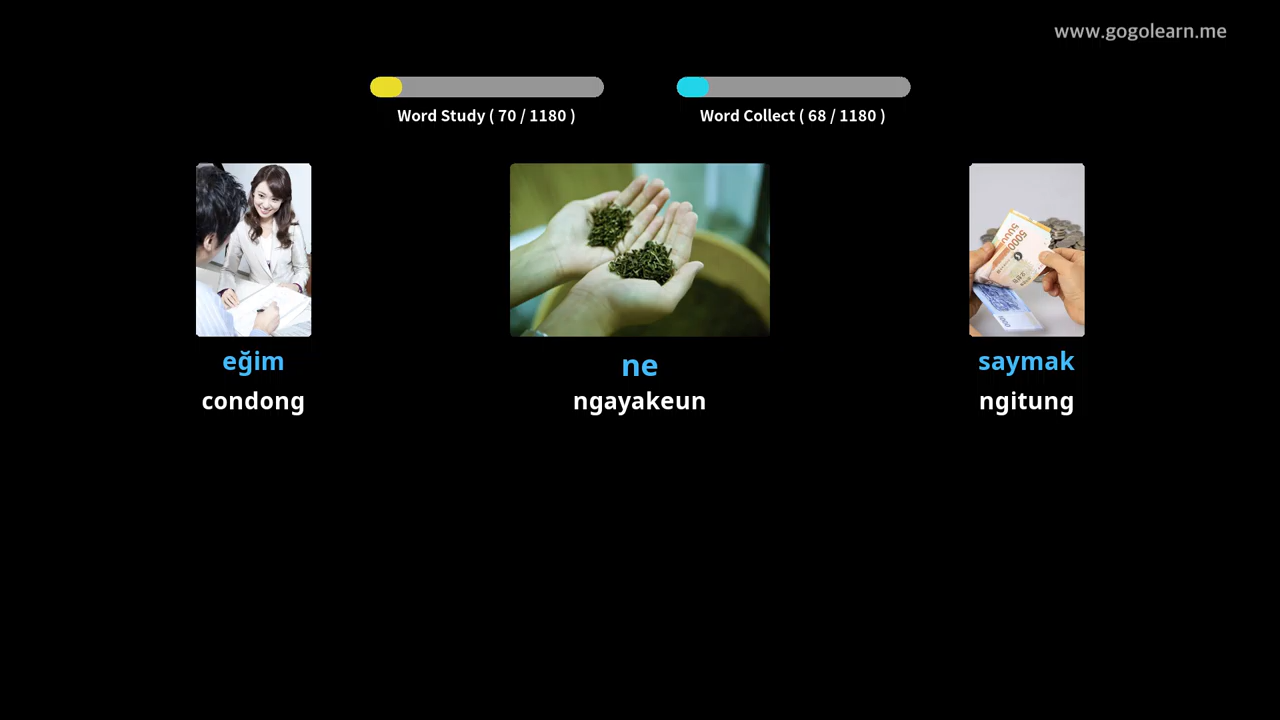 www.gogolearn.me
Word Study ( 70 / 1180 )
Word Collect ( 68 / 1180 )
eğim
condong
ne
ngayakeun
saymak
ngitung